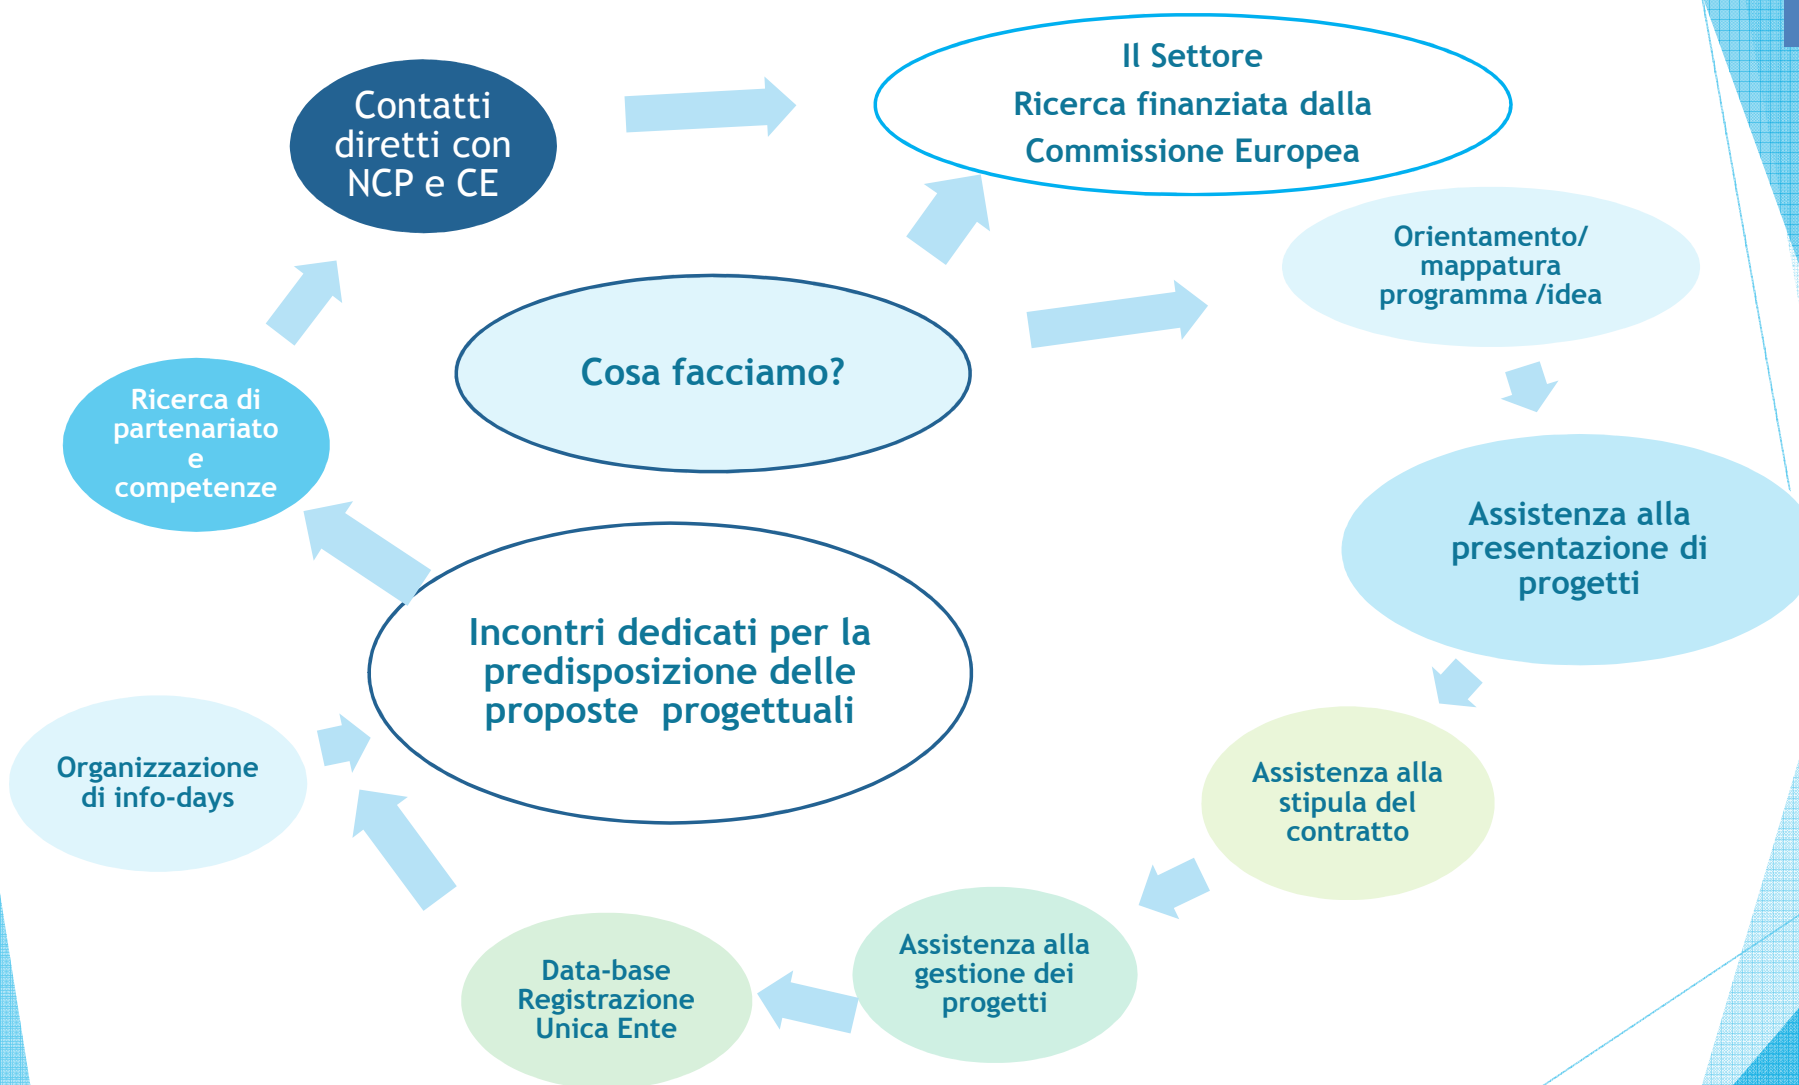 Il Settore
Ricerca finanziata dalla
Commissione Europea
Contatti
diretti con
NCP e CE
Orientamento/
mappatura
programma /idea
Cosa facciamo?
Ricerca di
partenariato
e
competenze
Assistenza alla
presentazione di
progetti
Incontri dedicati per la
predisposizione delle
proposte  progettuali
Organizzazione
di info-days
Assistenza alla
stipula del
contratto
Assistenza alla
gestione dei
progetti
Data-base
Registrazione
Unica Ente